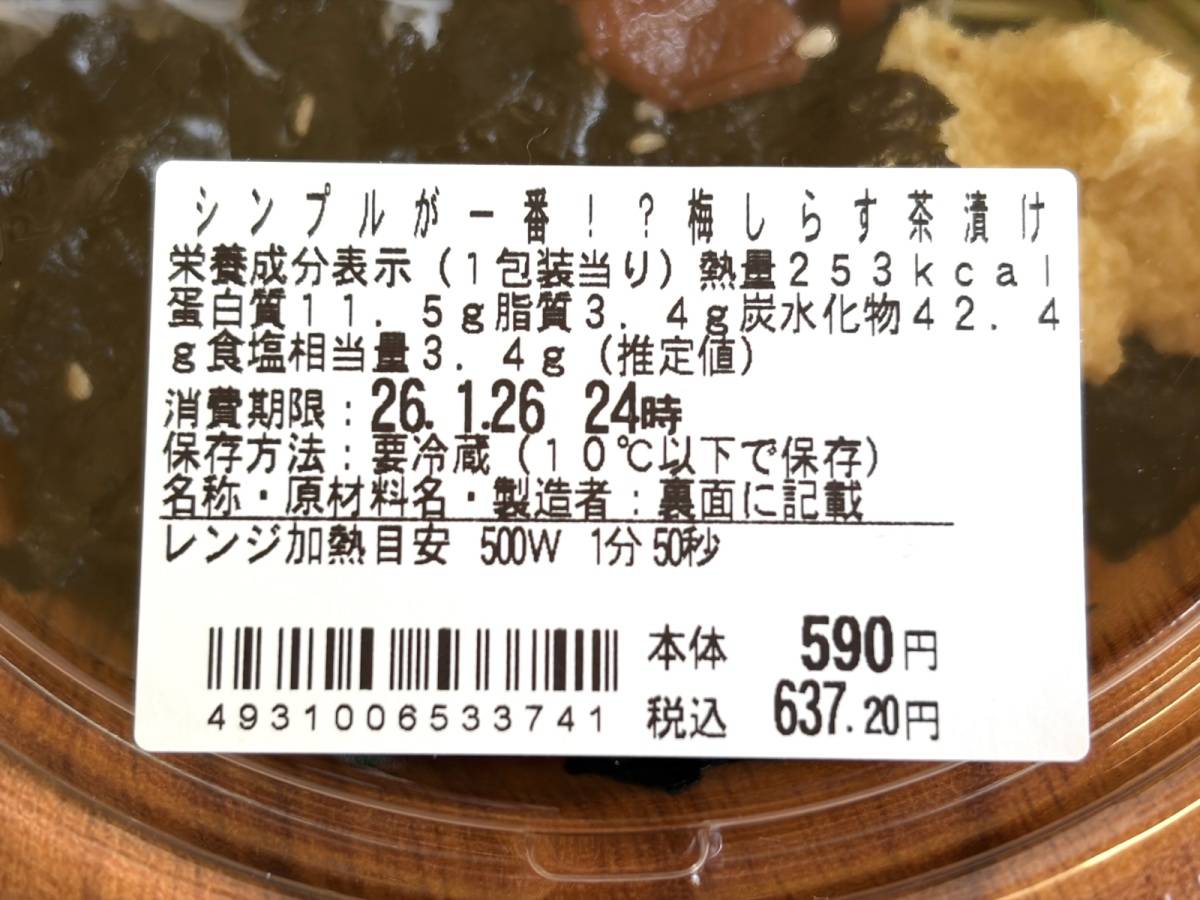 シンプルが一番！？梅しらす茶漬け
栄養成分表示（1包装当り）熱量253kcal
蛋白質11．5g脂質3．4g炭水化物42．4
g食塩相当量3．4g（推定値）
消費期限：26.1.26 24時
保存方法：要冷蔵（10℃以下で保存）
名称・原材料名・製造者：裏面に記載
レンジ加熱目安 500W 1分50秒
本体 590円
税込 637.20円
4931006533741